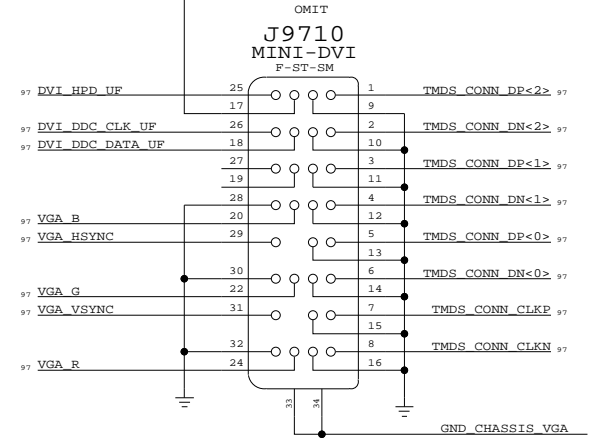 OMIT
J9710
MINI-DVI
F-ST-SM
97 DVI_HPD_UF 25 1 TMDS_CONN_DP<2> 97
17 9
97 DVI_DDC_CLK_UF 26 2 TMDS_CONN_DN<2> 97
97 DVI_DDC_DATA_UF 18 10
27 3 TMDS_CONN_DP<1> 97
19 11
28 4 TMDS_CONN_DN<1> 97
97 VGA_B 20 12
97 VGA_HSYNC 29 5 TMDS_CONN_DP<0> 97
13
30 6 TMDS_CONN_DN<0> 97
97 VGA_G 22 14
97 VGA_VSYNC 31 7 TMDS_CONN_CLKP 97
15
32 8 TMDS_CONN_CLKN 97
97 VGA_R 24 16
33 34
GND_CHASSIS_VGA